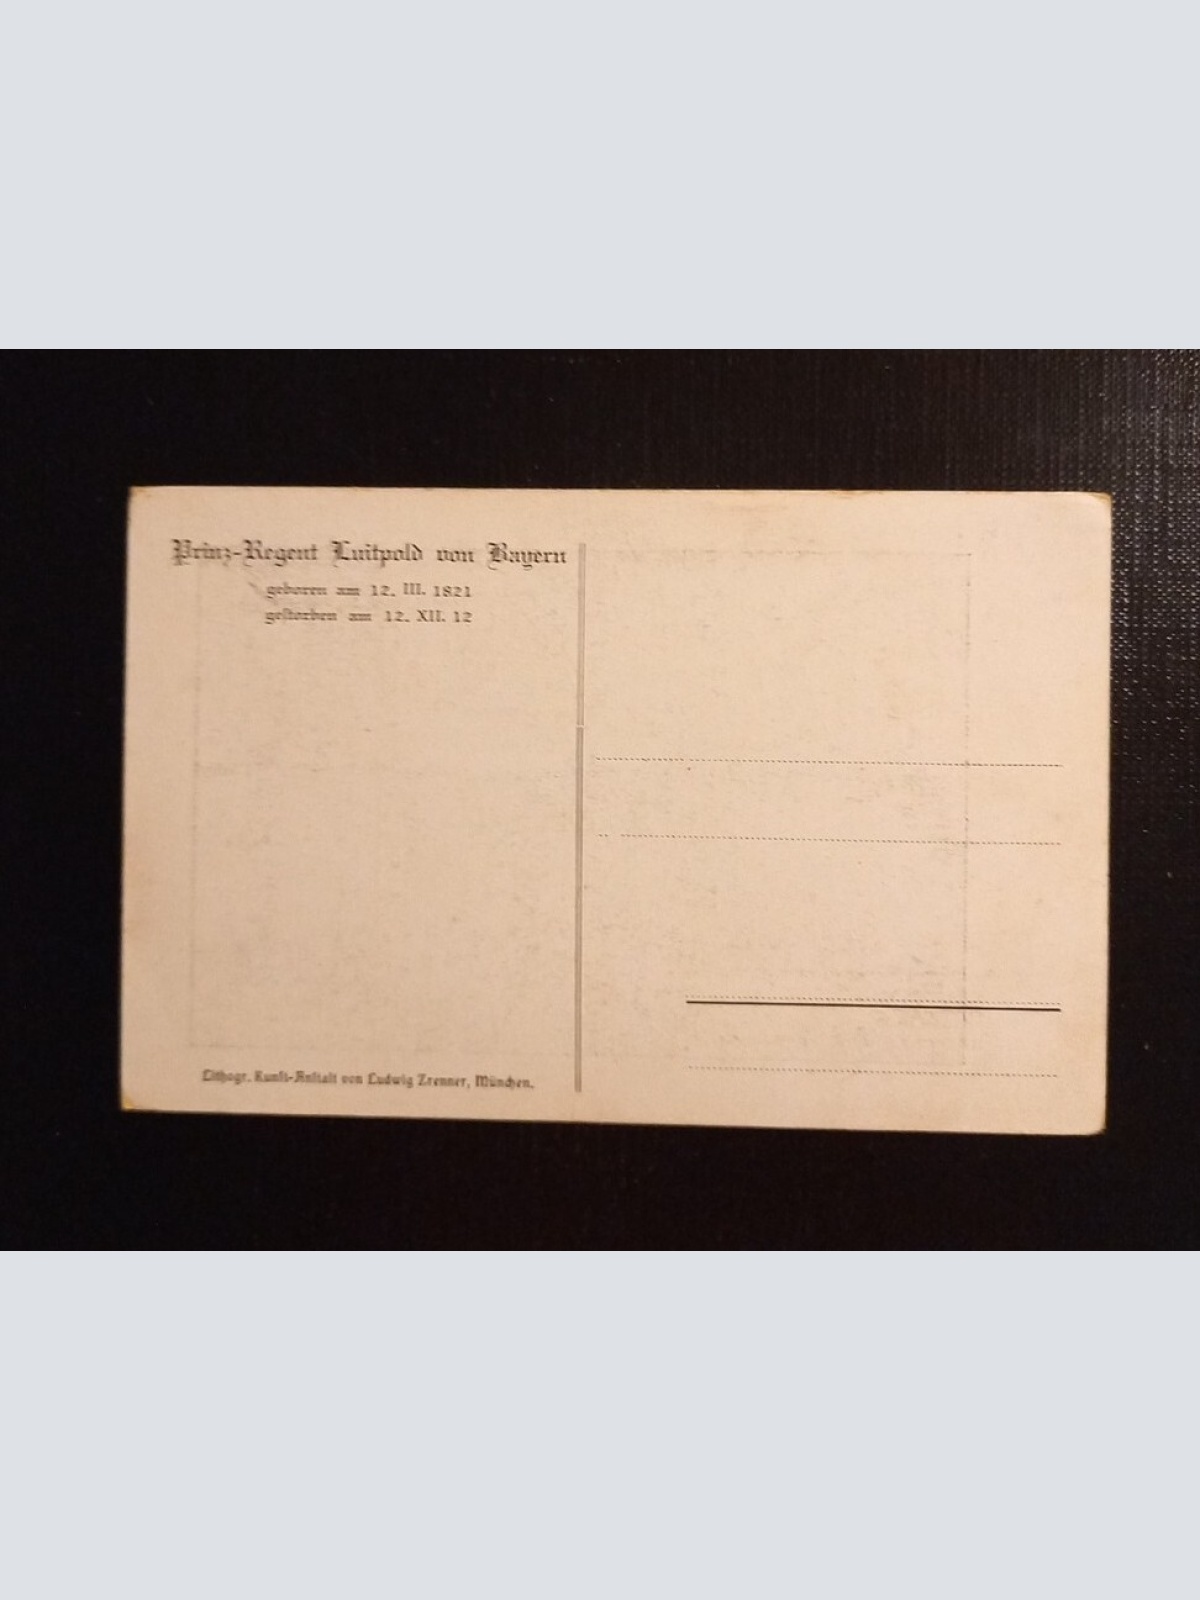 Prinz-Regent Luitpold von Bayern
geboren am 12. III. 1821
gestorben am 12. XII. 12
Lithogr. Kunst-Anstalt von Ludwig Zrenner, München.